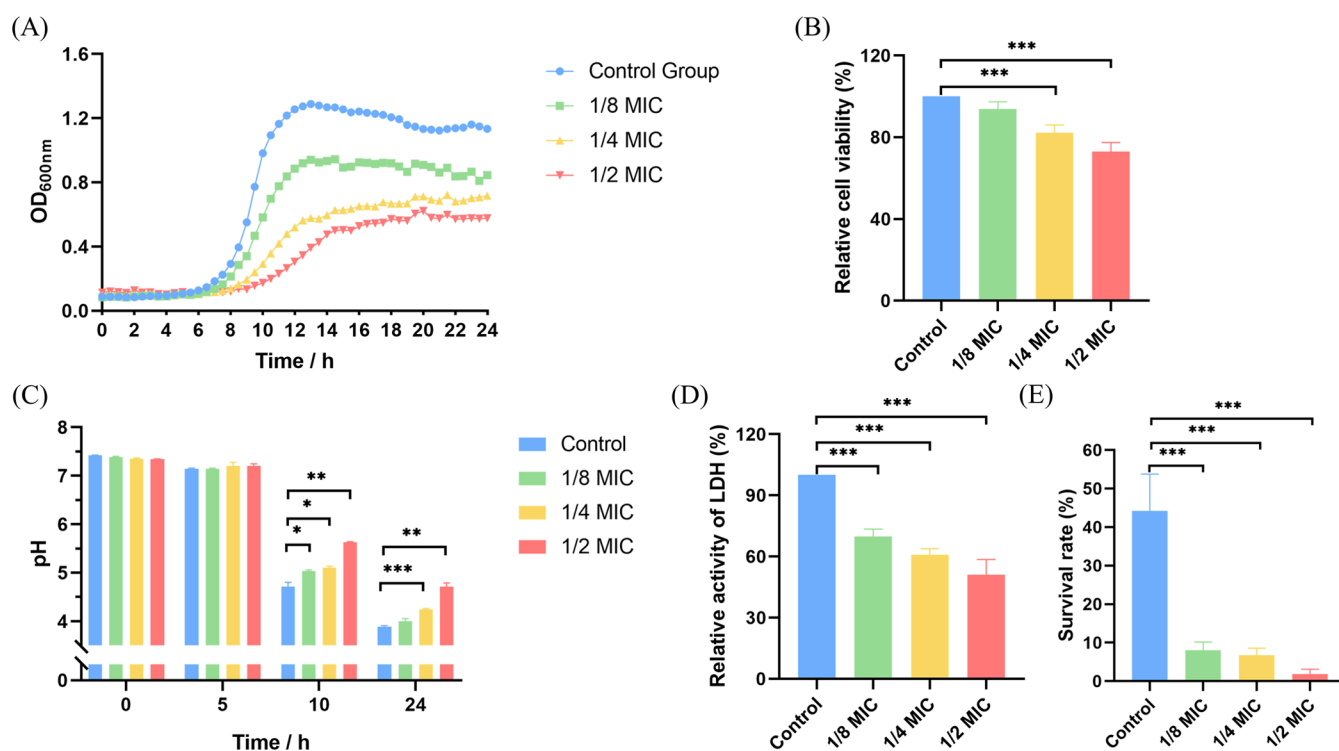 (A)
1.6
1.2
0.8
0.4
0.0
OD600nm
0 2 4 6 8 10 12 14 16 18 20 22 24
Time / h
Control Group
1/8 MIC
1/4 MIC
1/2 MIC
(B)
***
***
120
80
40
0
Relative cell viability (%)
Control
1/8 MIC
1/4 MIC
1/2 MIC
(C)
8
7
6
5
4
0
pH
**
*
*
**
***
0 5 10 24
Time / h
Control
1/8 MIC
1/4 MIC
1/2 MIC
(D)
***
***
***
120
90
60
30
0
Relative activity of LDH (%)
Control
1/8 MIC
1/4 MIC
1/2 MIC
(E)
***
***
***
60
50
40
30
20
10
0
Survival rate (%)
Control
1/8 MIC
1/4 MIC
1/2 MIC